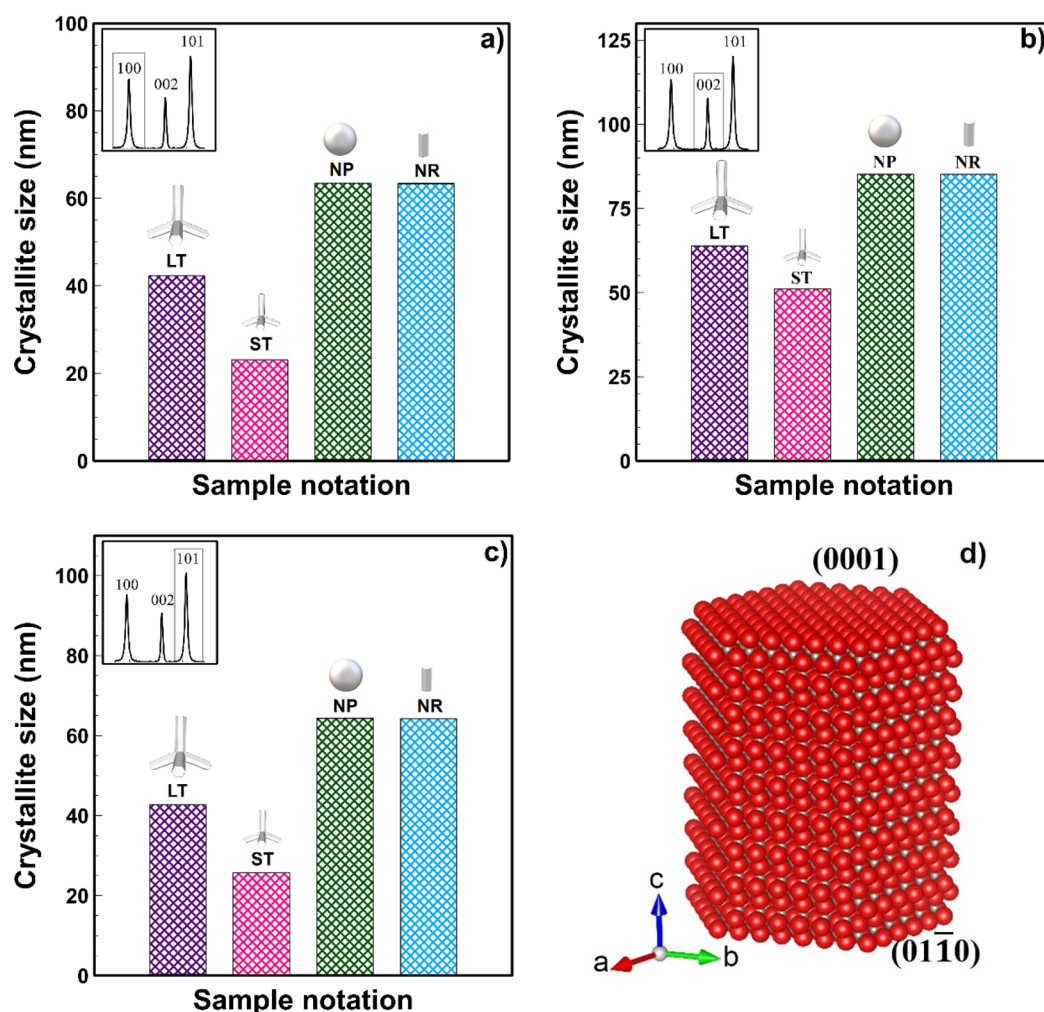 a)
Crystallite size (nm)
100
80
60
40
20
0
100
002
101
LT
ST
NP
NR
Sample notation
b)
Crystallite size (nm)
125
100
75
50
25
0
100
002
101
LT
ST
NP
NR
Sample notation
c)
Crystallite size (nm)
100
80
60
40
20
0
100
002
101
LT
ST
NP
NR
Sample notation
d)
(0001)
c
a
b
(011̅0)